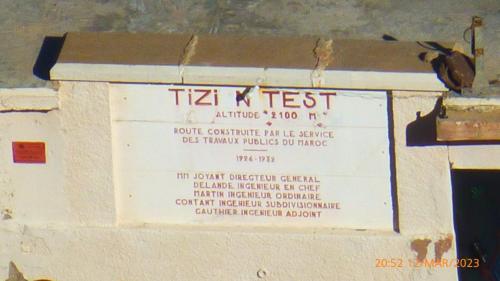 TIZI N TEST
ALTITUDE 2100 M
ROUTE CONSTRUITE PAR LE SERVICE
DES TRAVAUX PUBLICS DU MAROC
1926-1932
MM JOYANT DIRECTEUR GENERAL
DELANDE INGENIEUR EN CHEF
MARTIN INGENIEUR ORDINAIRE
CONTANT INGENIEUR SUBDIVISIONNAIRE
GAUTHIER INGENIEUR ADJOINT
20:52 12/MAR/2023